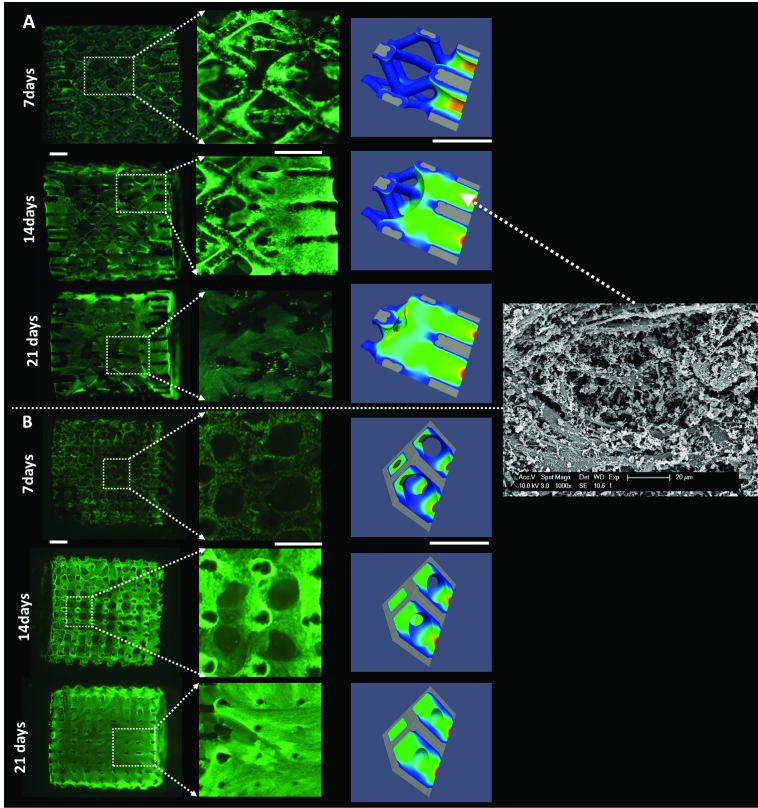 A
7days
14days
21 days
B
7days
14days
21 days
Acc.V Spot Magn Det WD Exp
10.0 kV 3.0 1000x SE 10.6 1
20 µm